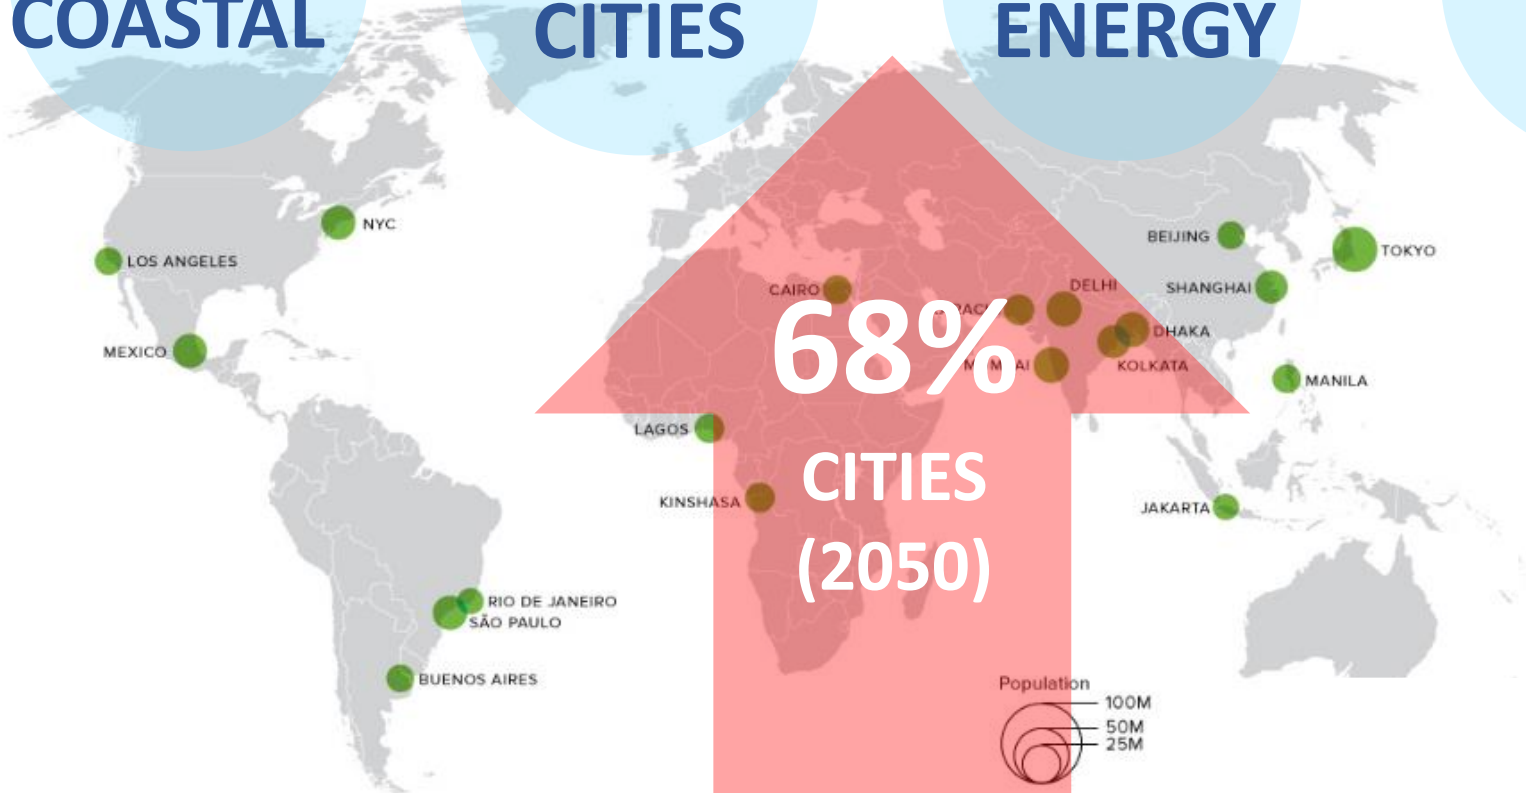 COASTAL
CITIES
ENERGY
NYC
LOS ANGELES
MEXICO
BEIJING
TOKYO
SHANGHAI
CAIRO
DELHI
DHAKA
KOLKATA
MANILA
68%
CITIES
(2050)
LAGOS
KINSHASA
JAKARTA
RIO DE JANEIRO
SÃO PAULO
BUENOS AIRES
Population
100M
50M
25M